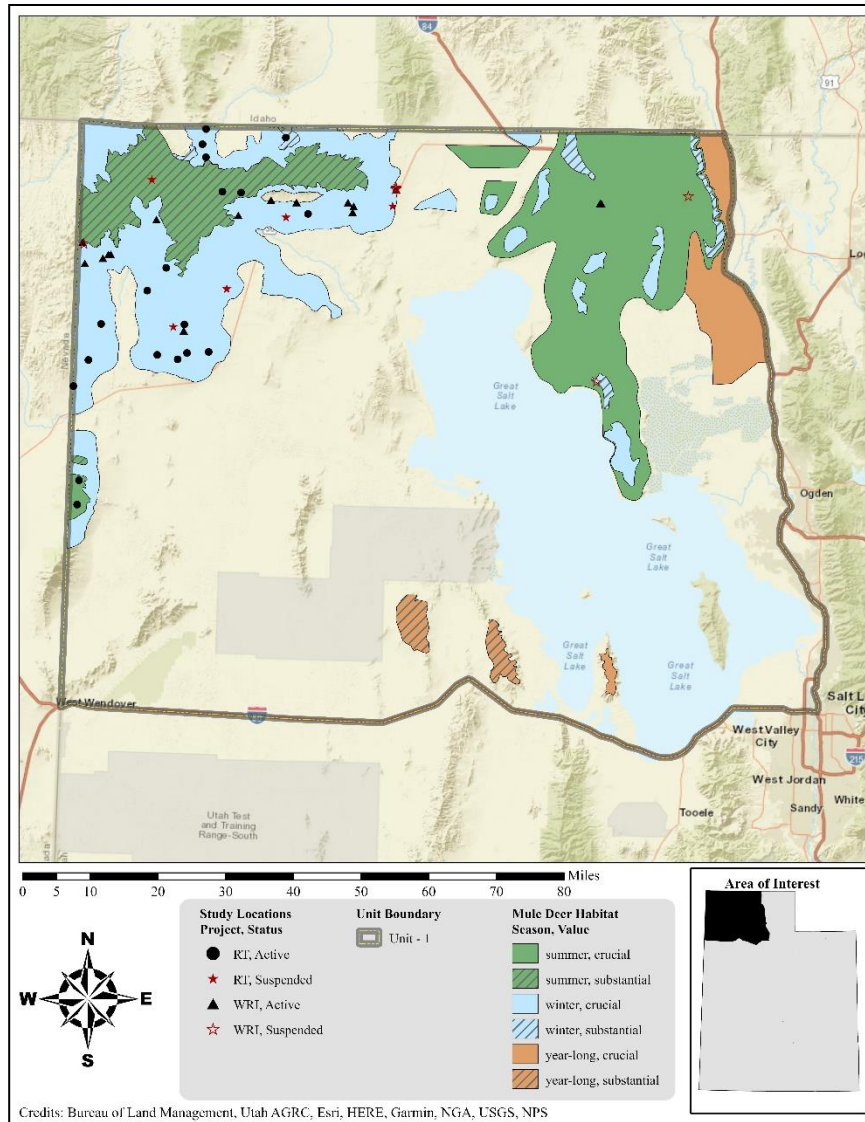 84
91
Idaho
Lo
30
Nevada
Great
Salt
Lake
Ogden
Great
Salt
Lake
Great
Salt
Lake
Great
Salt
Lake
West Wendover
Salt L
City
West Valley
City
215
West Jordan
White
Sandy
Tooele
Utah Test
and Training
Range-South
ada
ah
0 5 10 20 30 40 50 60 70 80
Miles
N
W E
S
Study Locations
Project, Status
RT, Active
RT, Suspended
WRI, Active
WRI, Suspended
Unit Boundary
Unit - 1
Mule Deer Habitat
Season, Value
summer, crucial
summer, substantial
winter, crucial
winter, substantial
year-long, crucial
year-long, substantial
Area of Interest
Credits: Bureau of Land Management, Utah AGRC, Esri, HERE, Garmin, NGA, USGS, NPS